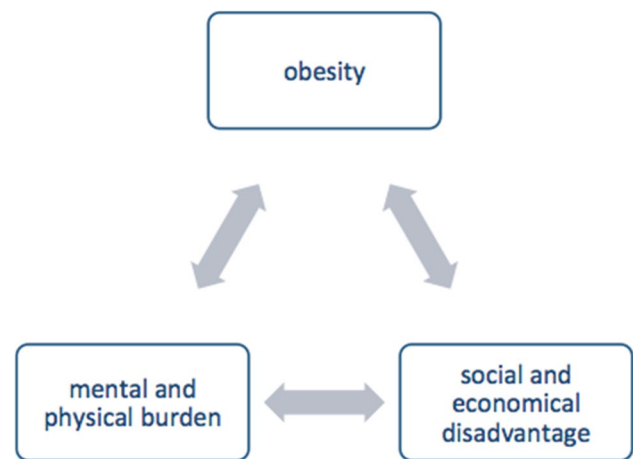 obesity
mental and
physical burden
social and
economical
disadvantage